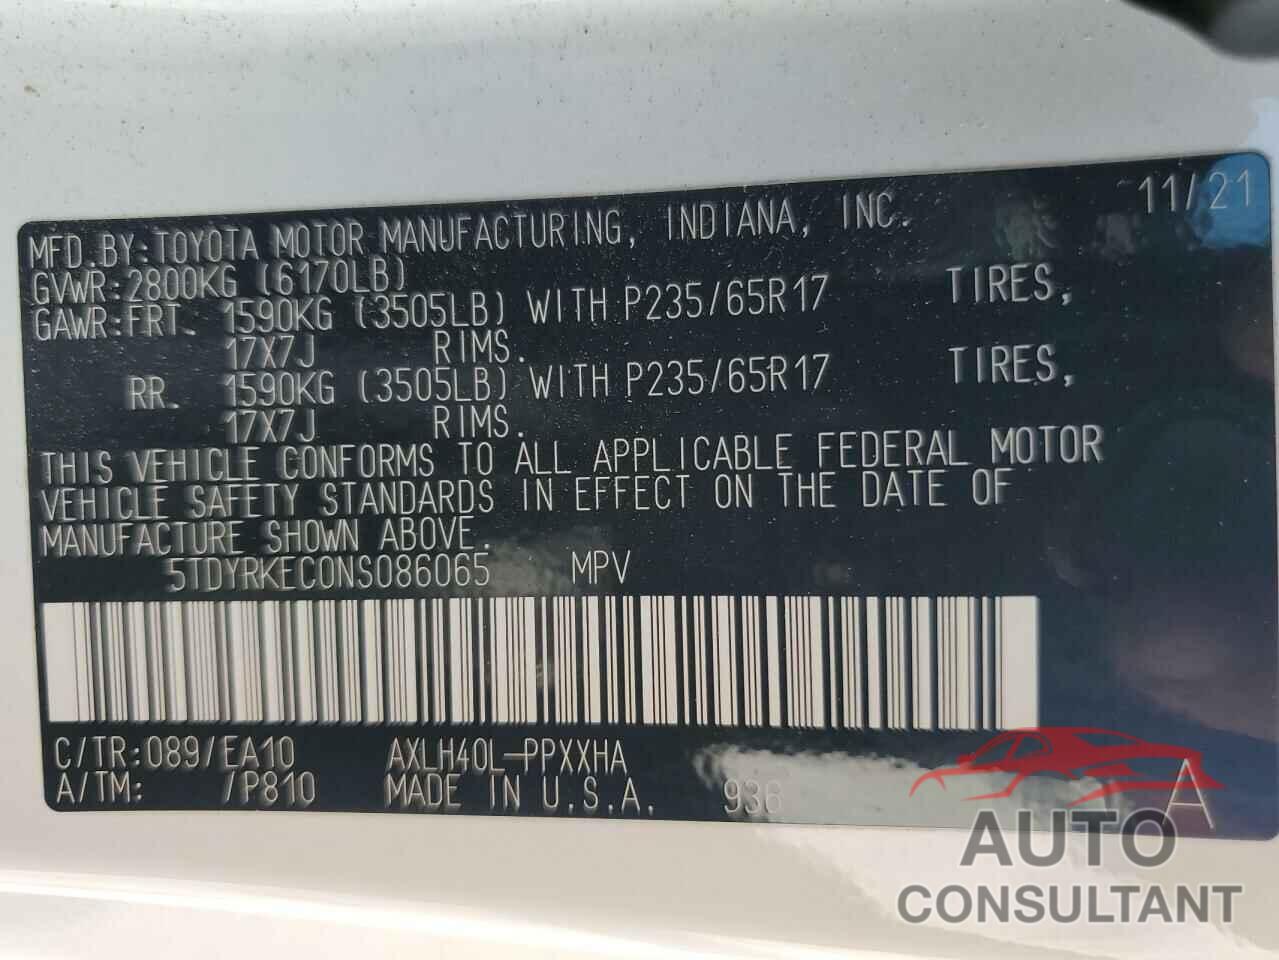 11/21
MFD.BY:TOYOTA MOTOR MANUFACTURING, INDIANA, INC.
GVWR:2800KG (6170LB)
GAWR:FRT. 1590KG (3505LB) WITH P235/65R17 TIRES,
17X7J RIMS.
RR. 1590KG (3505LB) WITH P235/65R17 TIRES,
17X7J RIMS.
THIS VEHICLE CONFORMS TO ALL APPLICABLE FEDERAL MOTOR
VEHICLE SAFETY STANDARDS IN EFFECT ON THE DATE OF
MANUFACTURE SHOWN ABOVE.
5TDYRKEC0NS086065 MPV
C/TR:089/EA10 AXLH40L-PPXXHA
A/TM: /P810 MADE IN U.S.A. 936 A
AUTO
CONSULTANT